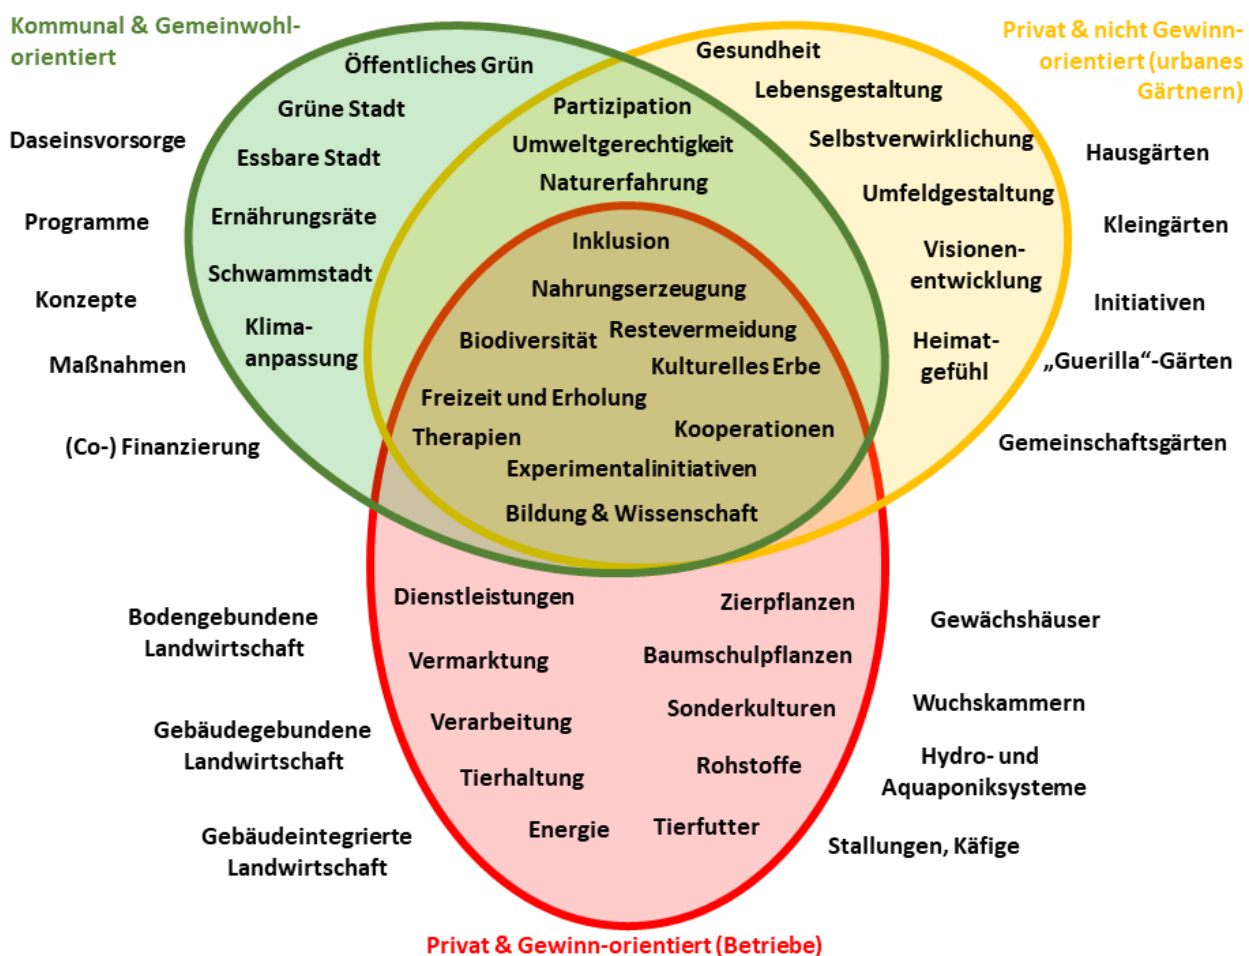 Kommunal & Gemeinwohl-
orientiert
Privat & nicht Gewinn-
orientiert (urbanes
Gärtnern)
Daseinsvorsorge
Programme
Konzepte
Maßnahmen
(Co-) Finanzierung
Öffentliches Grün
Grüne Stadt
Essbare Stadt
Ernährungsräte
Schwammstadt
Klima-
anpassung
Partizipation
Umweltgerechtigkeit
Naturerfahrung
Gesundheit
Lebensgestaltung
Selbstverwirklichung
Umfeldgestaltung
Visionen-
entwicklung
Heimat-
gefühl
Hausgärten
Kleingärten
Initiativen
„Guerilla“-Gärten
Gemeinschaftsgärten
Inklusion
Nahrungserzeugung
Biodiversität
Restevermeidung
Kulturelles Erbe
Freizeit und Erholung
Therapien
Kooperationen
Experimentalinitiativen
Bildung & Wissenschaft
Bodengebundene
Landwirtschaft
Gebäudegebundene
Landwirtschaft
Gebäudeintegrierte
Landwirtschaft
Dienstleistungen
Vermarktung
Verarbeitung
Tierhaltung
Energie
Zierpflanzen
Baumschulpflanzen
Sonderkulturen
Rohstoffe
Tierfutter
Gewächshäuser
Wuchskammern
Hydro- und
Aquaponiksysteme
Stallungen, Käfige
Privat & Gewinn-orientiert (Betriebe)